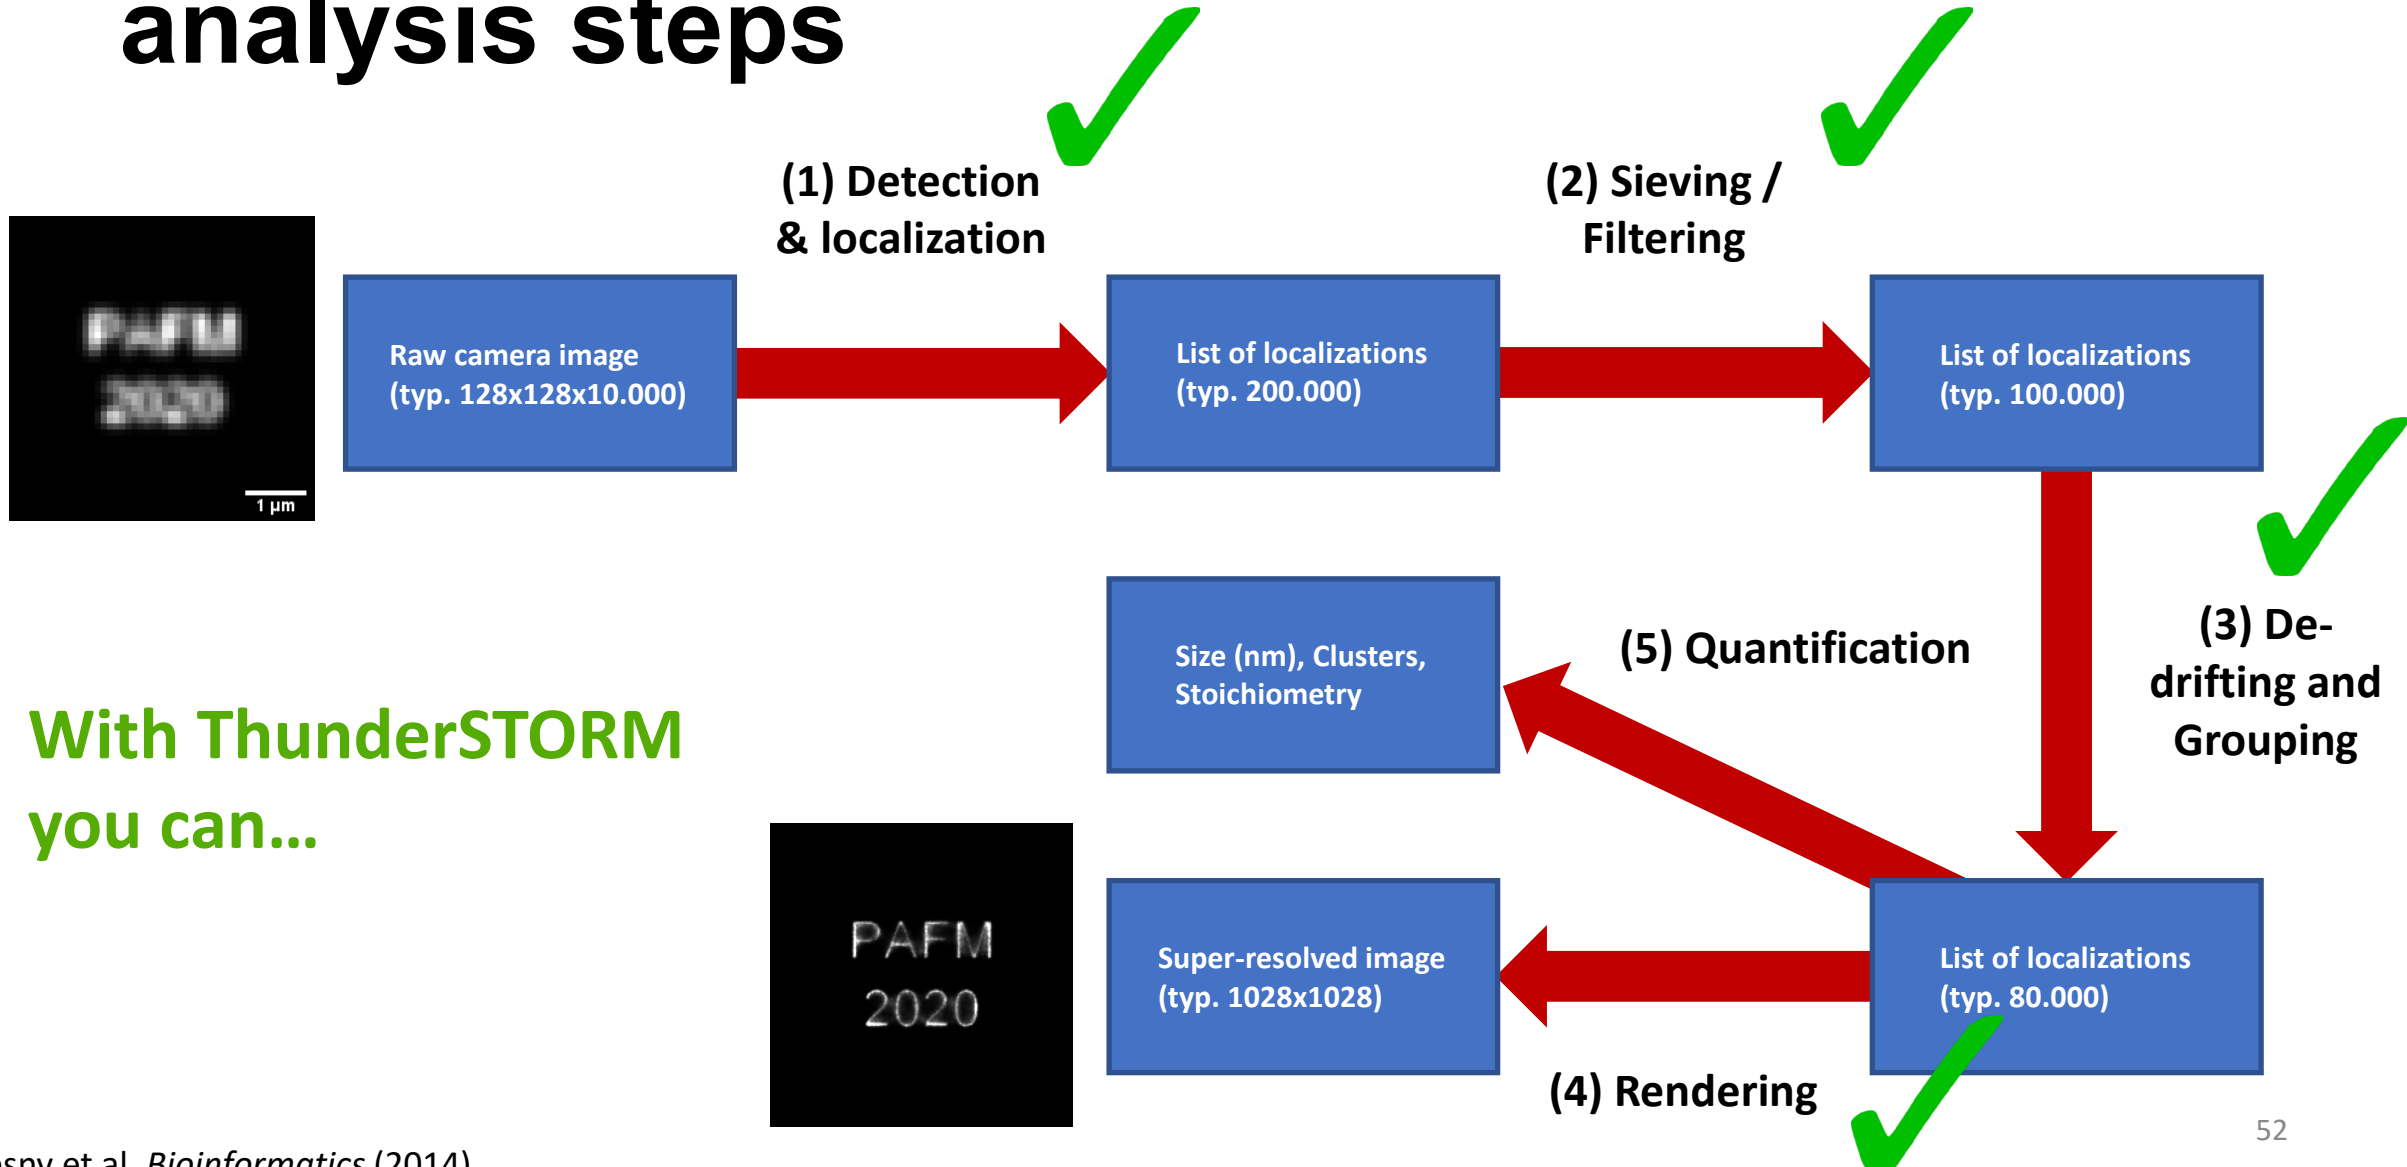 analysis steps
(1) Detection
& localization
(2) Sieving /
Filtering
PAFM
2020
1 µm
Raw camera image
(typ. 128x128x10.000)
List of localizations
(typ. 200.000)
List of localizations
(typ. 100.000)
(3) De-
drifting and
Grouping
Size (nm), Clusters,
Stoichiometry
(5) Quantification
With ThunderSTORM
you can...
PAFM
2020
Super-resolved image
(typ. 1028x1028)
List of localizations
(typ. 80.000)
(4) Rendering
52
et al. Bioinformatics (2014)